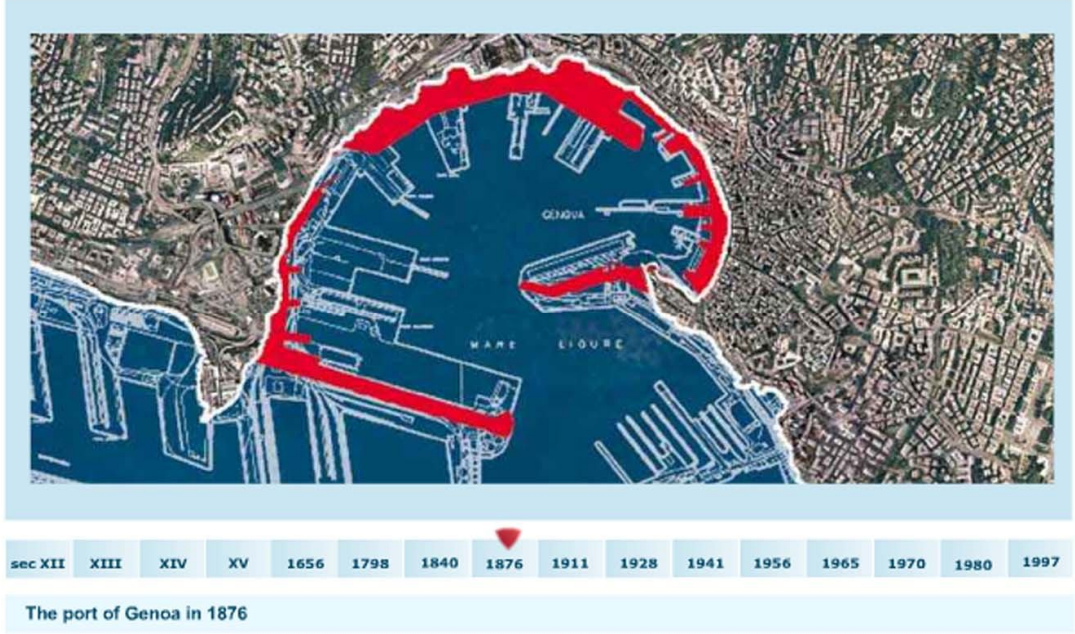 GENOVA
MARE LIGURE
sec XII XIII XIV XV 1656 1798 1840 1876 1911 1928 1941 1956 1965 1970 1980 1997
The port of Genoa in 1876